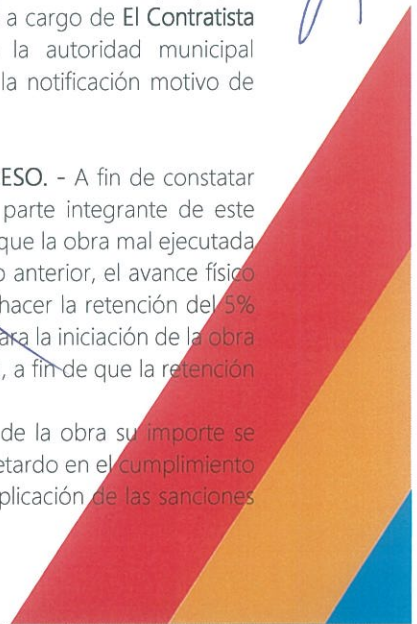 a cargo de El Contratista
la autoridad municipal
la notificación motivo de
ESO. - A fin de constatar
parte integrante de este
que la obra mal ejecutada
o anterior, el avance físico
hacer la retención del 5%
ara la iniciación de la obra
, a fin de que la retención
de la obra su importe se
etardo en el cumplimiento
plicación de las sanciones